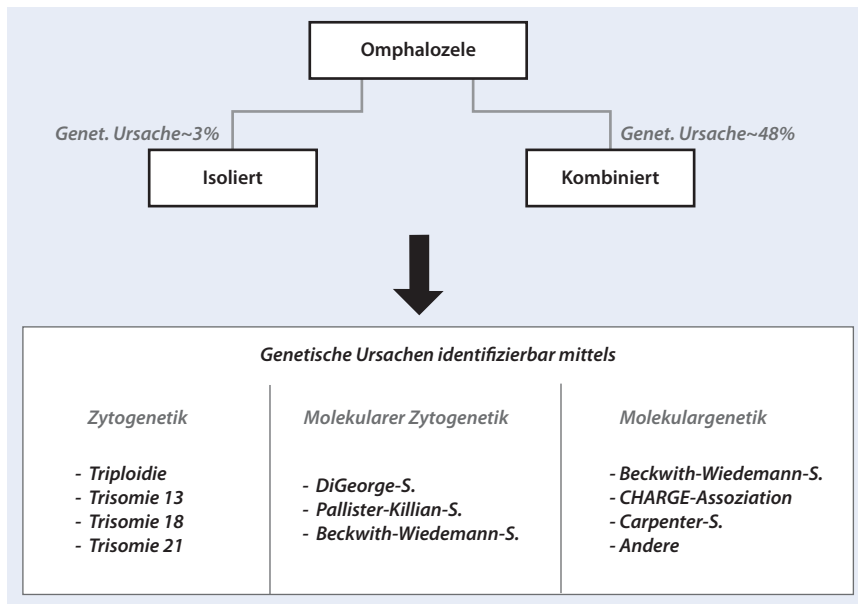 Omphalozele
Genet. Ursache~3%
Genet. Ursache~48%
Isoliert
Kombiniert
Genetische Ursachen identifizierbar mittels
Zytogenetik
- Triploidie
- Trisomie 13
- Trisomie 18
- Trisomie 21
Molekularer Zytogenetik
- DiGeorge-S.
- Pallister-Killian-S.
- Beckwith-Wiedemann-S.
Molekulargenetik
- Beckwith-Wiedemann-S.
- CHARGE-Assoziation
- Carpenter-S.
- Andere